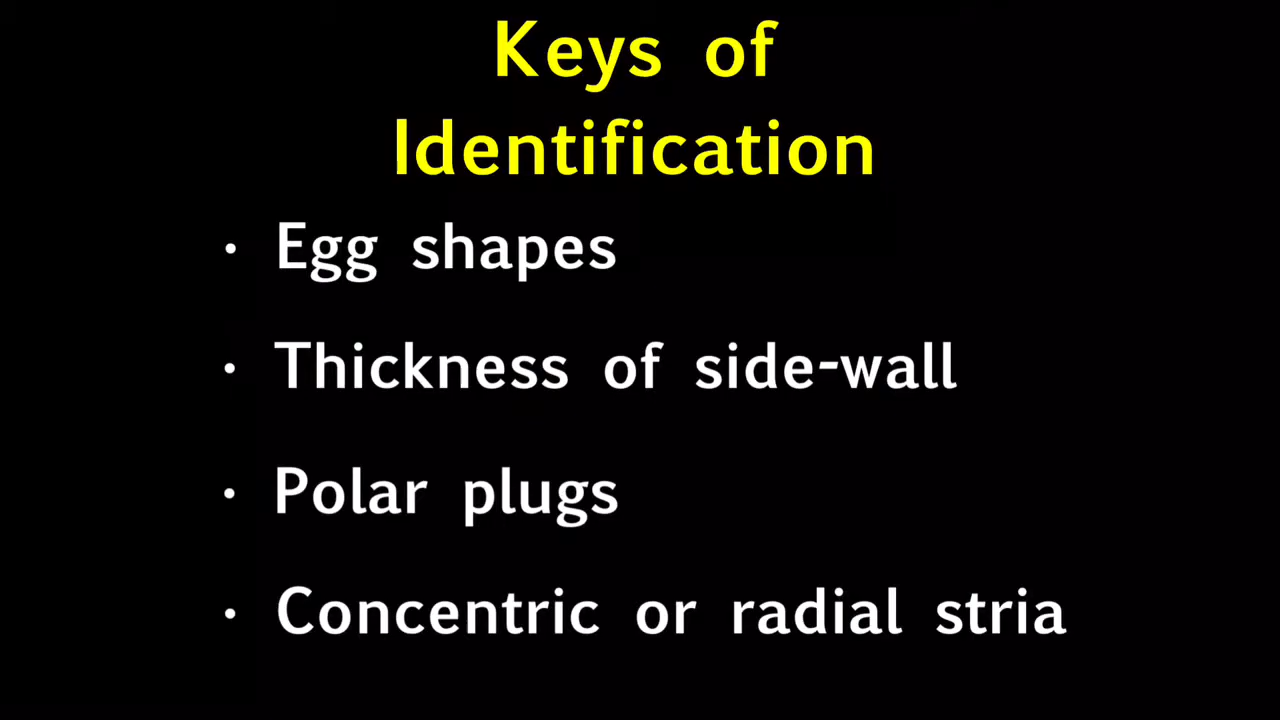 Keys of
Identification
· Egg shapes
· Thickness of side-wall
· Polar plugs
· Concentric or radial stria